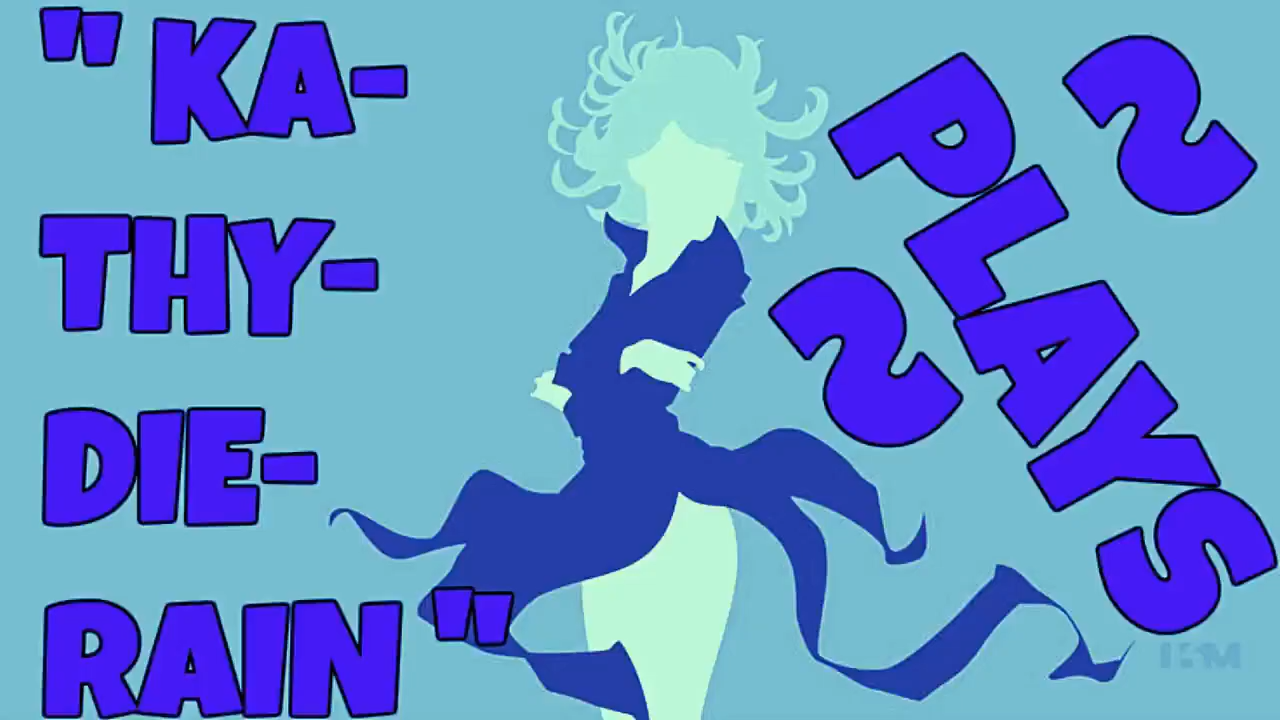 "KA-
THY-
DIE-
RAIN"
~
PLAYS
~